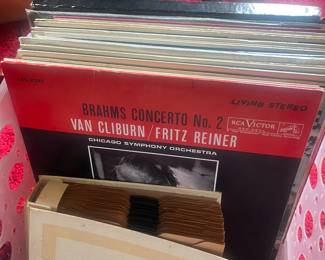 LIVING STEREO
BRAHMS CONCERTO No. 2
VAN CLIBURN/FRITZ REINER
RCA VICTOR
CHICAGO SYMPHONY ORCHESTRA